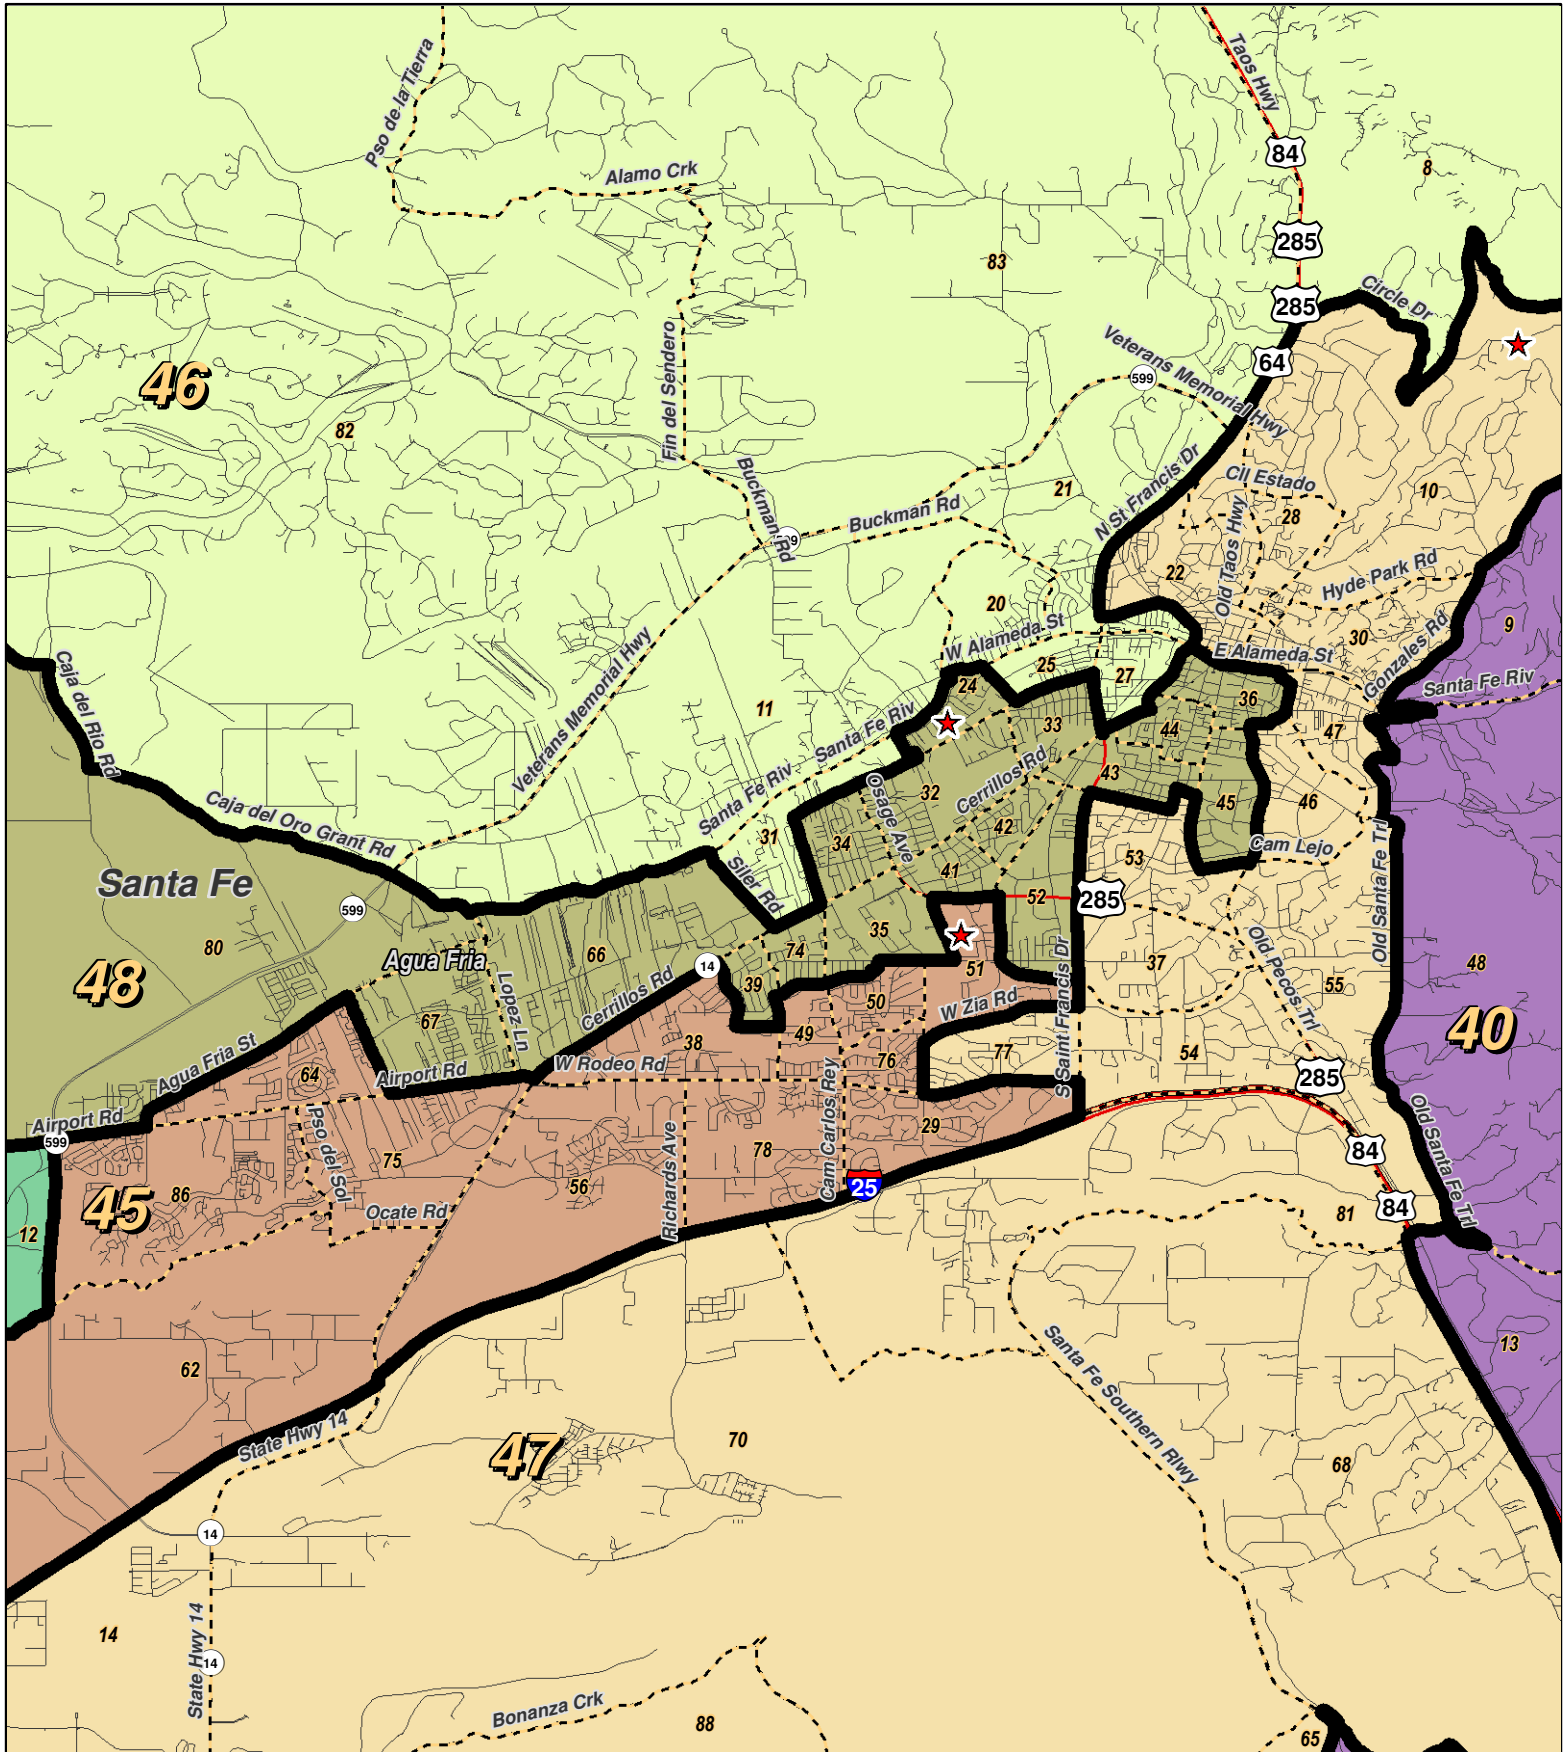 Taos Hwy
Pso de la Tierra
84
8
Alamo Crk
285
83
285
Circle Dr
Fin del Sendero
64
Veterans Memorial Hwy
599
46
82
Buckman Rd
Cll Estado
10
21
28
N St Francis Dr
Old Taos Hwy
Buckman Rd
22
Hyde Park Rd
20
W Alameda St
9
30
Gonzales Rd
E Alameda St
25
27
Santa Fe Riv
24
36
Caja del Rio Rd
Veterans Memorial Hwy
11
Santa Fe Riv
33
44
47
43
Santa Fe Riv
32
Cerrillos Rd
Osage Ave
45
46
Caja del Oro Grant Rd
31
34
42
Cam Lejo
53
41
Siler Rd
Old Santa Fe Trl
Santa Fe
52
285
599
80
35
66
74
Agua Fria
14
51
37
Old Pecos Trl
48
48
39
Lopez Ln
Cerrillos Rd
50
W Zia Rd
55
67
49
38
S Saint Francis Dr
40
Agua Fria St
W Rodeo Rd
76
77
54
64
Airport Rd
285
Airport Rd
599
Pso del Sol
Richards Ave
Cam Carlos Rey
29
Old Santa Fe Trl
75
78
84
86
56
25
45
Ocate Rd
84
81
12
62
13
State Hwy 14
Santa Fe Southern Rlwy
47
70
68
14
14
State Hwy 14
14
Bonanza Crk
88
65